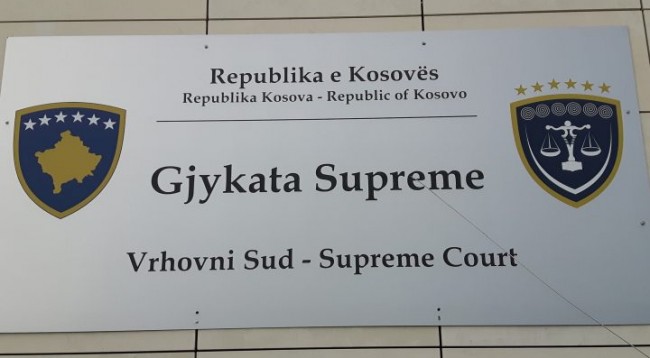 Republika e Kosovës
Republika Kosova - Republic of Kosovo
Gjykata Supreme
Vrhovni Sud - Supreme Court